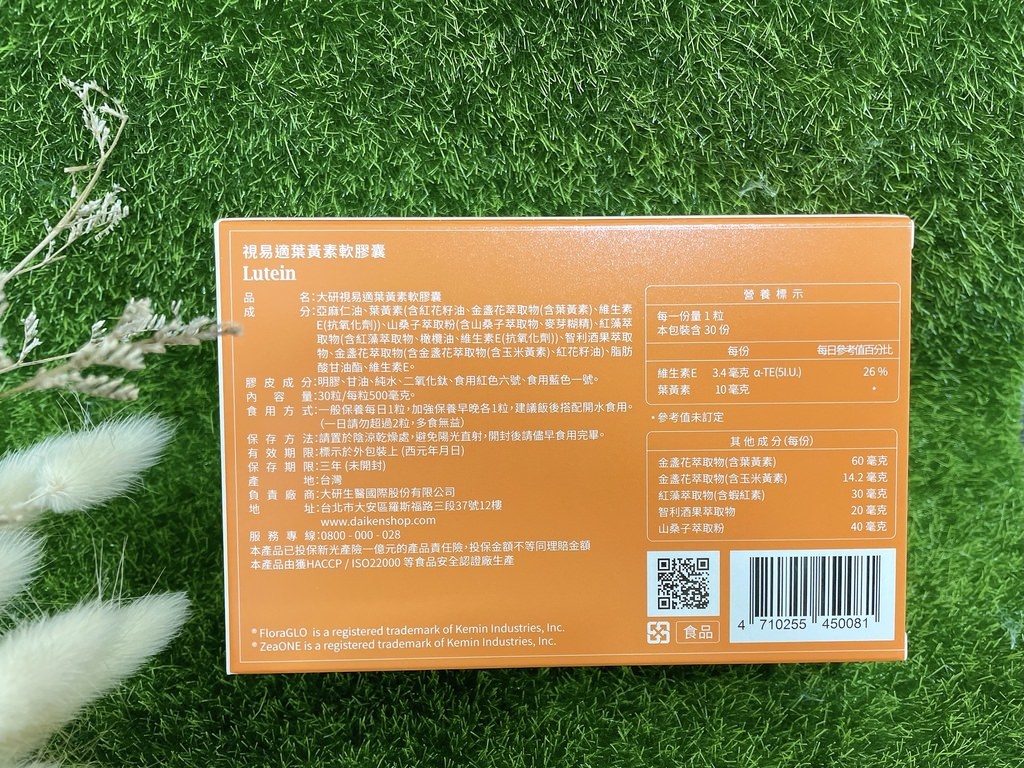 視易適葉黃素軟膠囊
Lutein
品名:大研視易適葉黃素軟膠囊
成分:亞麻仁油、葉黃素(含紅花籽油、金盞花萃取物(含葉黃素)、維生素
E(抗氧化劑))、山桑子萃取粉(含山桑子萃取物、麥芽糊精)、紅藻萃
取物(含紅藻萃取物、橄欖油、維生素E(抗氧化劑))、智利酒果萃取
物、金盞花萃取物(含金盞花萃取物(含玉米黃素)、紅花籽油)、脂肪
酸甘油酯、維生素E。
膠皮成分:明膠、甘油、純水、二氧化鈦、食用紅色六號、食用藍色一號。
內容量:30粒/每粒500毫克。
食用方式:一般保養每日1粒,加強保養早晚各1粒,建議飯後搭配開水食用。
(一日請勿超過2粒,多食無益)
保存方法:請置於陰涼乾燥處,避免陽光直射,開封後請儘早食用完畢。
有效期限:標示於外包裝上 (西元年月日)
保存期限:三年 (未開封)
產地:台灣
負責廠商:大研生醫國際股份有限公司
地址:台北市大安區羅斯福路三段37號12樓
www.daikenshop.com
服務專線:0800 - 000 - 028
本產品已投保新光產險一億元的產品責任險,投保金額不等同理賠金額
本產品由獲HACCP / ISO22000 等食品安全認證廠生產
® FloraGLO is a registered trademark of Kemin Industries, Inc.
® ZeaONE is a registered trademark of Kemin Industries, Inc.
營養標示
每一份量 1 粒
本包裝含 30 份
每份 每日參考值百分比
維生素E 3.4 毫克 α-TE(5I.U.) 26 %
葉黃素 10 毫克 *
*參考值未訂定
其他成分(每份)
金盞花萃取物(含葉黃素) 60 毫克
金盞花萃取物(含玉米黃素) 14.2 毫克
紅藻萃取物(含蝦紅素) 30 毫克
智利酒果萃取物 20 毫克
山桑子萃取粉 40 毫克
食品
4 710255 450081